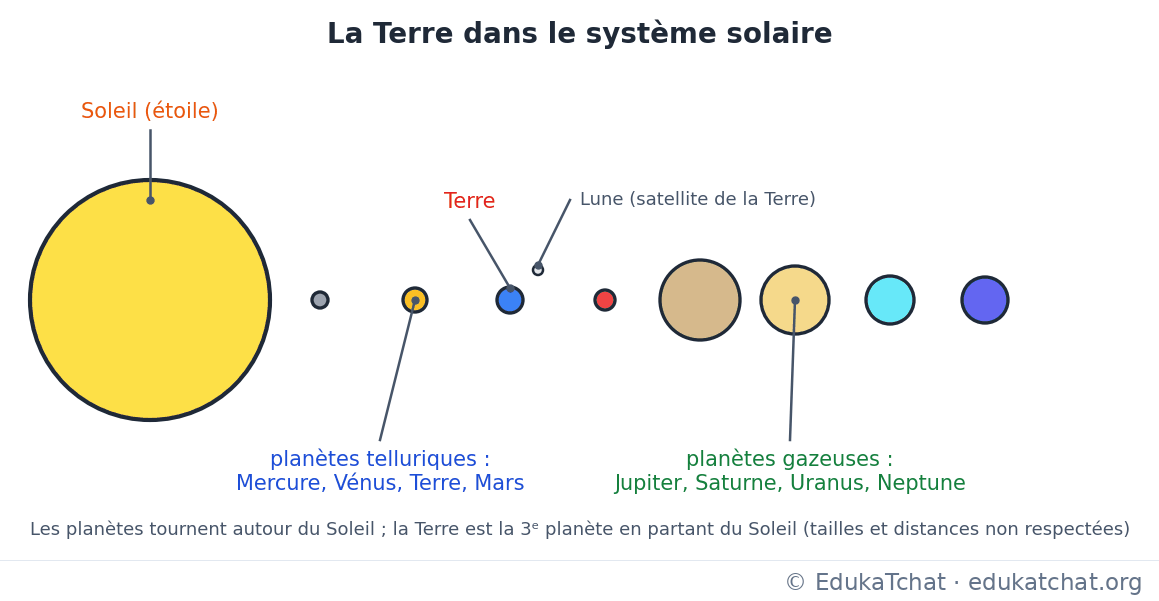 La Terre dans le système solaire
Soleil (étoile)
Terre
Lune (satellite de la Terre)
planètes telluriques :
Mercure, Vénus, Terre, Mars
planètes gazeuses :
Jupiter, Saturne, Uranus, Neptune
Les planètes tournent autour du Soleil ; la Terre est la 3ᵉ planète en partant du Soleil (tailles et distances non respectées)
© EdukaTchat · edukatchat.org